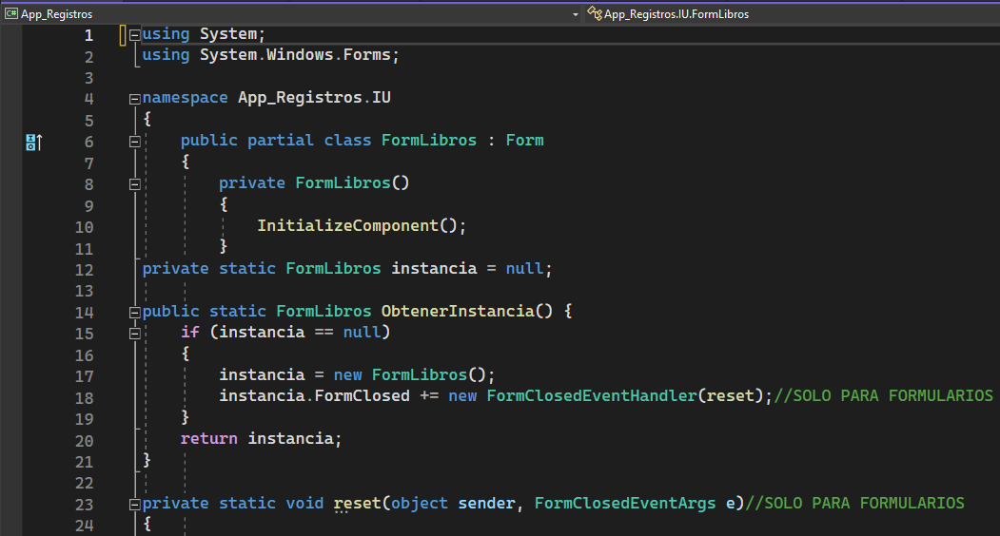 C# App_Registros App_Registros.IU.FormLibros
1 using System;
2 using System.Windows.Forms;
3
4 namespace App_Registros.IU
5 {
6 public partial class FormLibros : Form
7 {
8 private FormLibros()
9 {
10 InitializeComponent();
11 }
12 private static FormLibros instancia = null;
13
14 public static FormLibros ObtenerInstancia() {
15 if (instancia == null)
16 {
17 instancia = new FormLibros();
18 instancia.FormClosed += new FormClosedEventHandler(reset);//SOLO PARA FORMULARIOS
19 }
20 return instancia;
21 }
22
23 private static void reset(object sender, FormClosedEventArgs e)//SOLO PARA FORMULARIOS
24 {